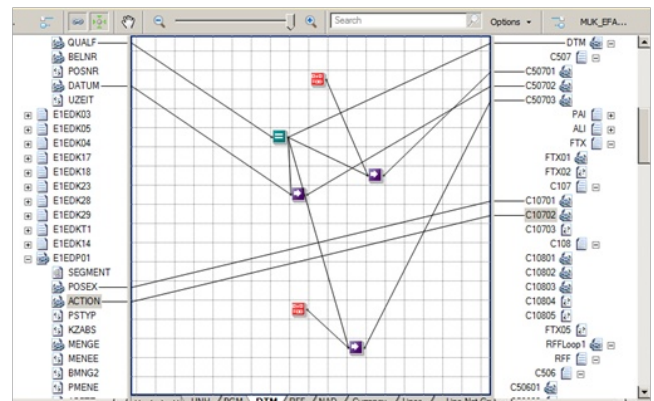 Search
Options
MUK_EFA...
QUALF
BELNR
POSNR
DATUM
UZEIT
E1EDK03
E1EDK05
E1EDK04
E1EDK17
E1EDK18
E1EDK23
E1EDK28
E1EDK29
E1EDKT1
E1EDK14
E1EDP01
SEGMENT
POSEX
ACTION
PSTYP
KZABS
MENGE
MENEE
BMNG2
PMENE
DTM
C507
C50701
C50702
C50703
PAI
ALI
FTX
FTX01
FTX02
C107
C10701
C10702
C10703
C108
C10801
C10802
C10803
C10804
C10805
FTX05
RFFLoop1
RFF
C506
C50601
DTM